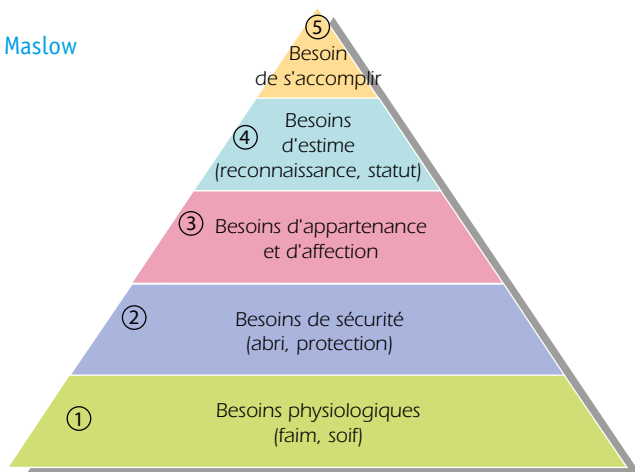 Maslow
⑤
Besoin
de s'accomplir
④
Besoins
d'estime
(reconnaissance, statut)
③ Besoins d'appartenance
et d'affection
②
Besoins de sécurité
(abri, protection)
①
Besoins physiologiques
(faim, soif)